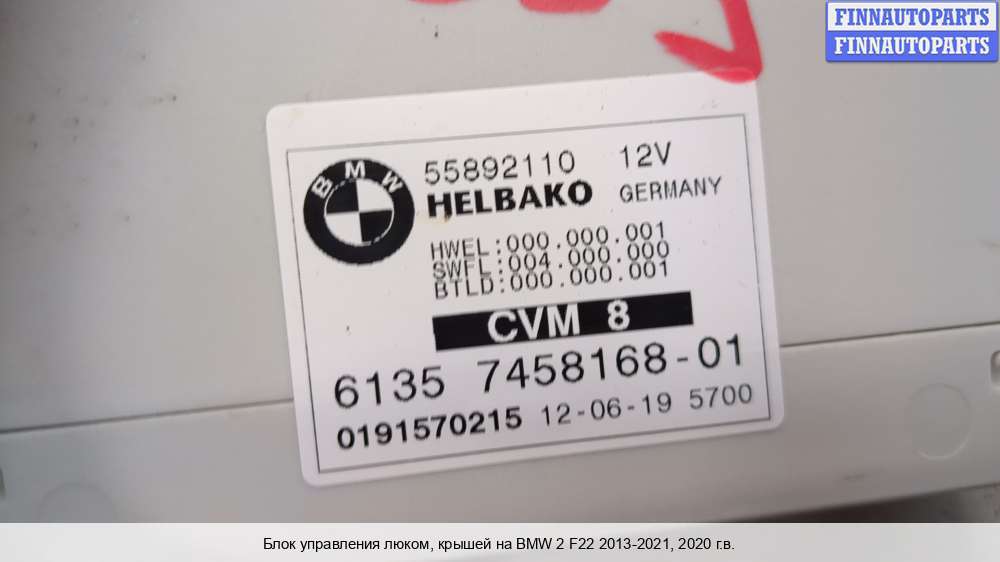 FINNAUTOPARTS
FINNAUTOPARTS
BMW
55892110 12V
HELBAKO GERMANY
HWEL:000.000.001
SWFL:004.000.000
BTLD:000.000.001
CVM 8
6135 7458168-01
0191570215 12-06-19 5700
Блок управления люком, крышей на BMW 2 F22 2013-2021, 2020 г.в.